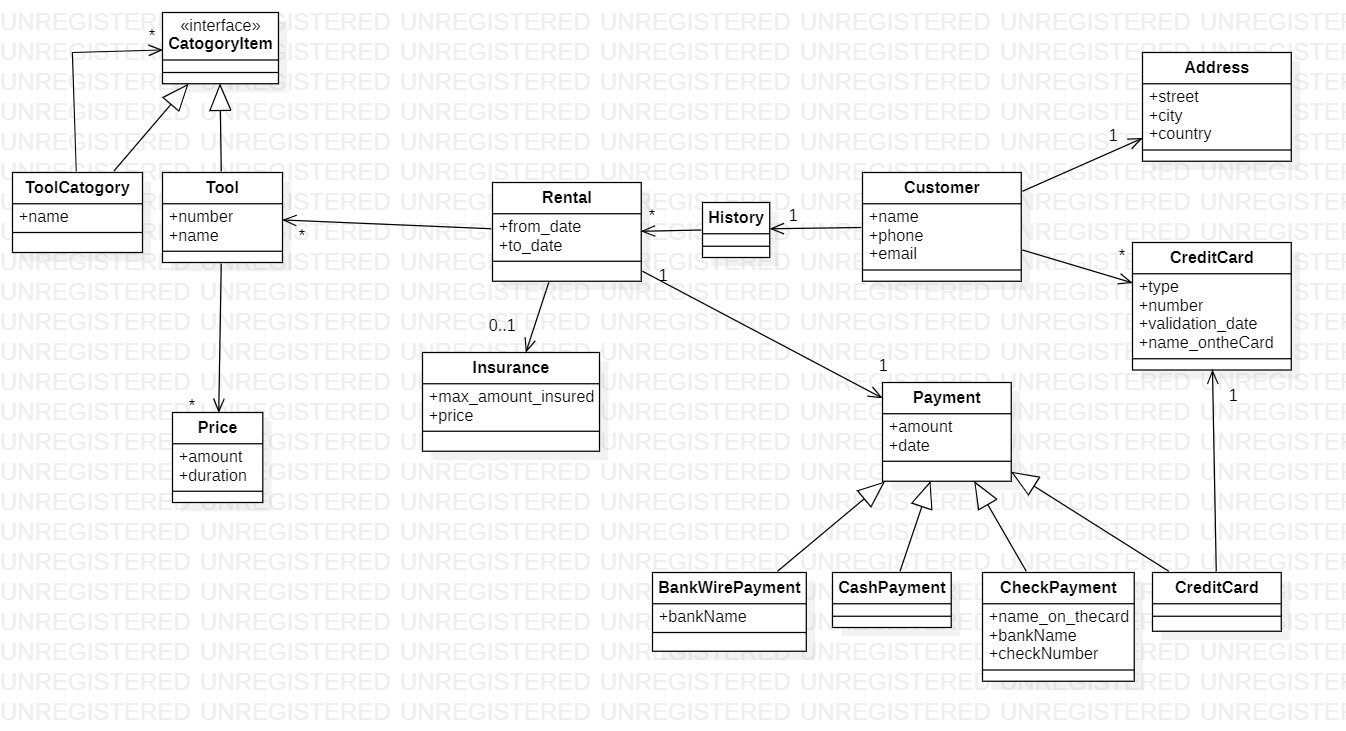 UNREGISTERED UNREGISTERED UNREGISTERED UNREGISTERED UNREGISTERED UNREGISTERED UNREGISTERED
«interface»
CatogoryItem
*
ToolCatogory
+name
Tool
+number
+name
*
Price
+amount
+duration
*
Rental
+from_date
+to_date
*
0..1
Insurance
+max_amount_insured
+price
History
1
Customer
+name
+phone
+email
1
Address
+street
+city
+country
*
CreditCard
+type
+number
+validation_date
+name_ontheCard
1
1
1
Payment
+amount
+date
BankWirePayment
+bankName
CashPayment
CheckPayment
+name_on_thecard
+bankName
+checkNumber
CreditCard